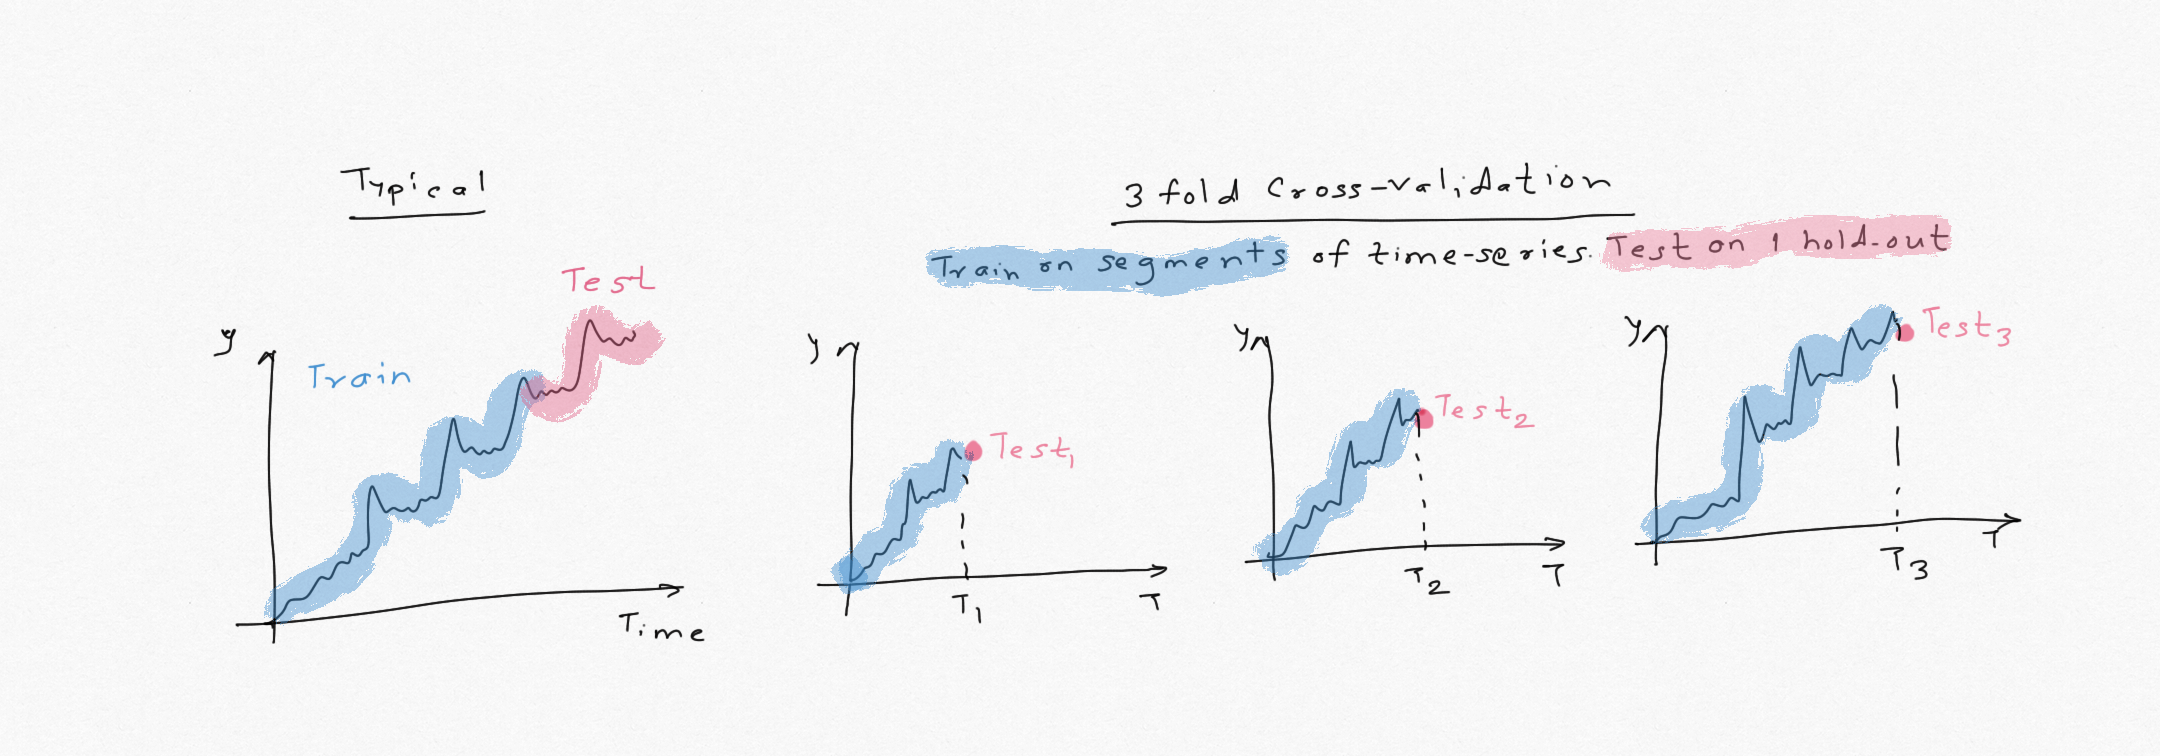 Typical
Test
Train
y
Time
3 fold Cross-validation
Train on segments of time-series. Test on 1 hold-out
y
Test1
T1
T
y
Test2
T2
T
y
Test3
T3
T